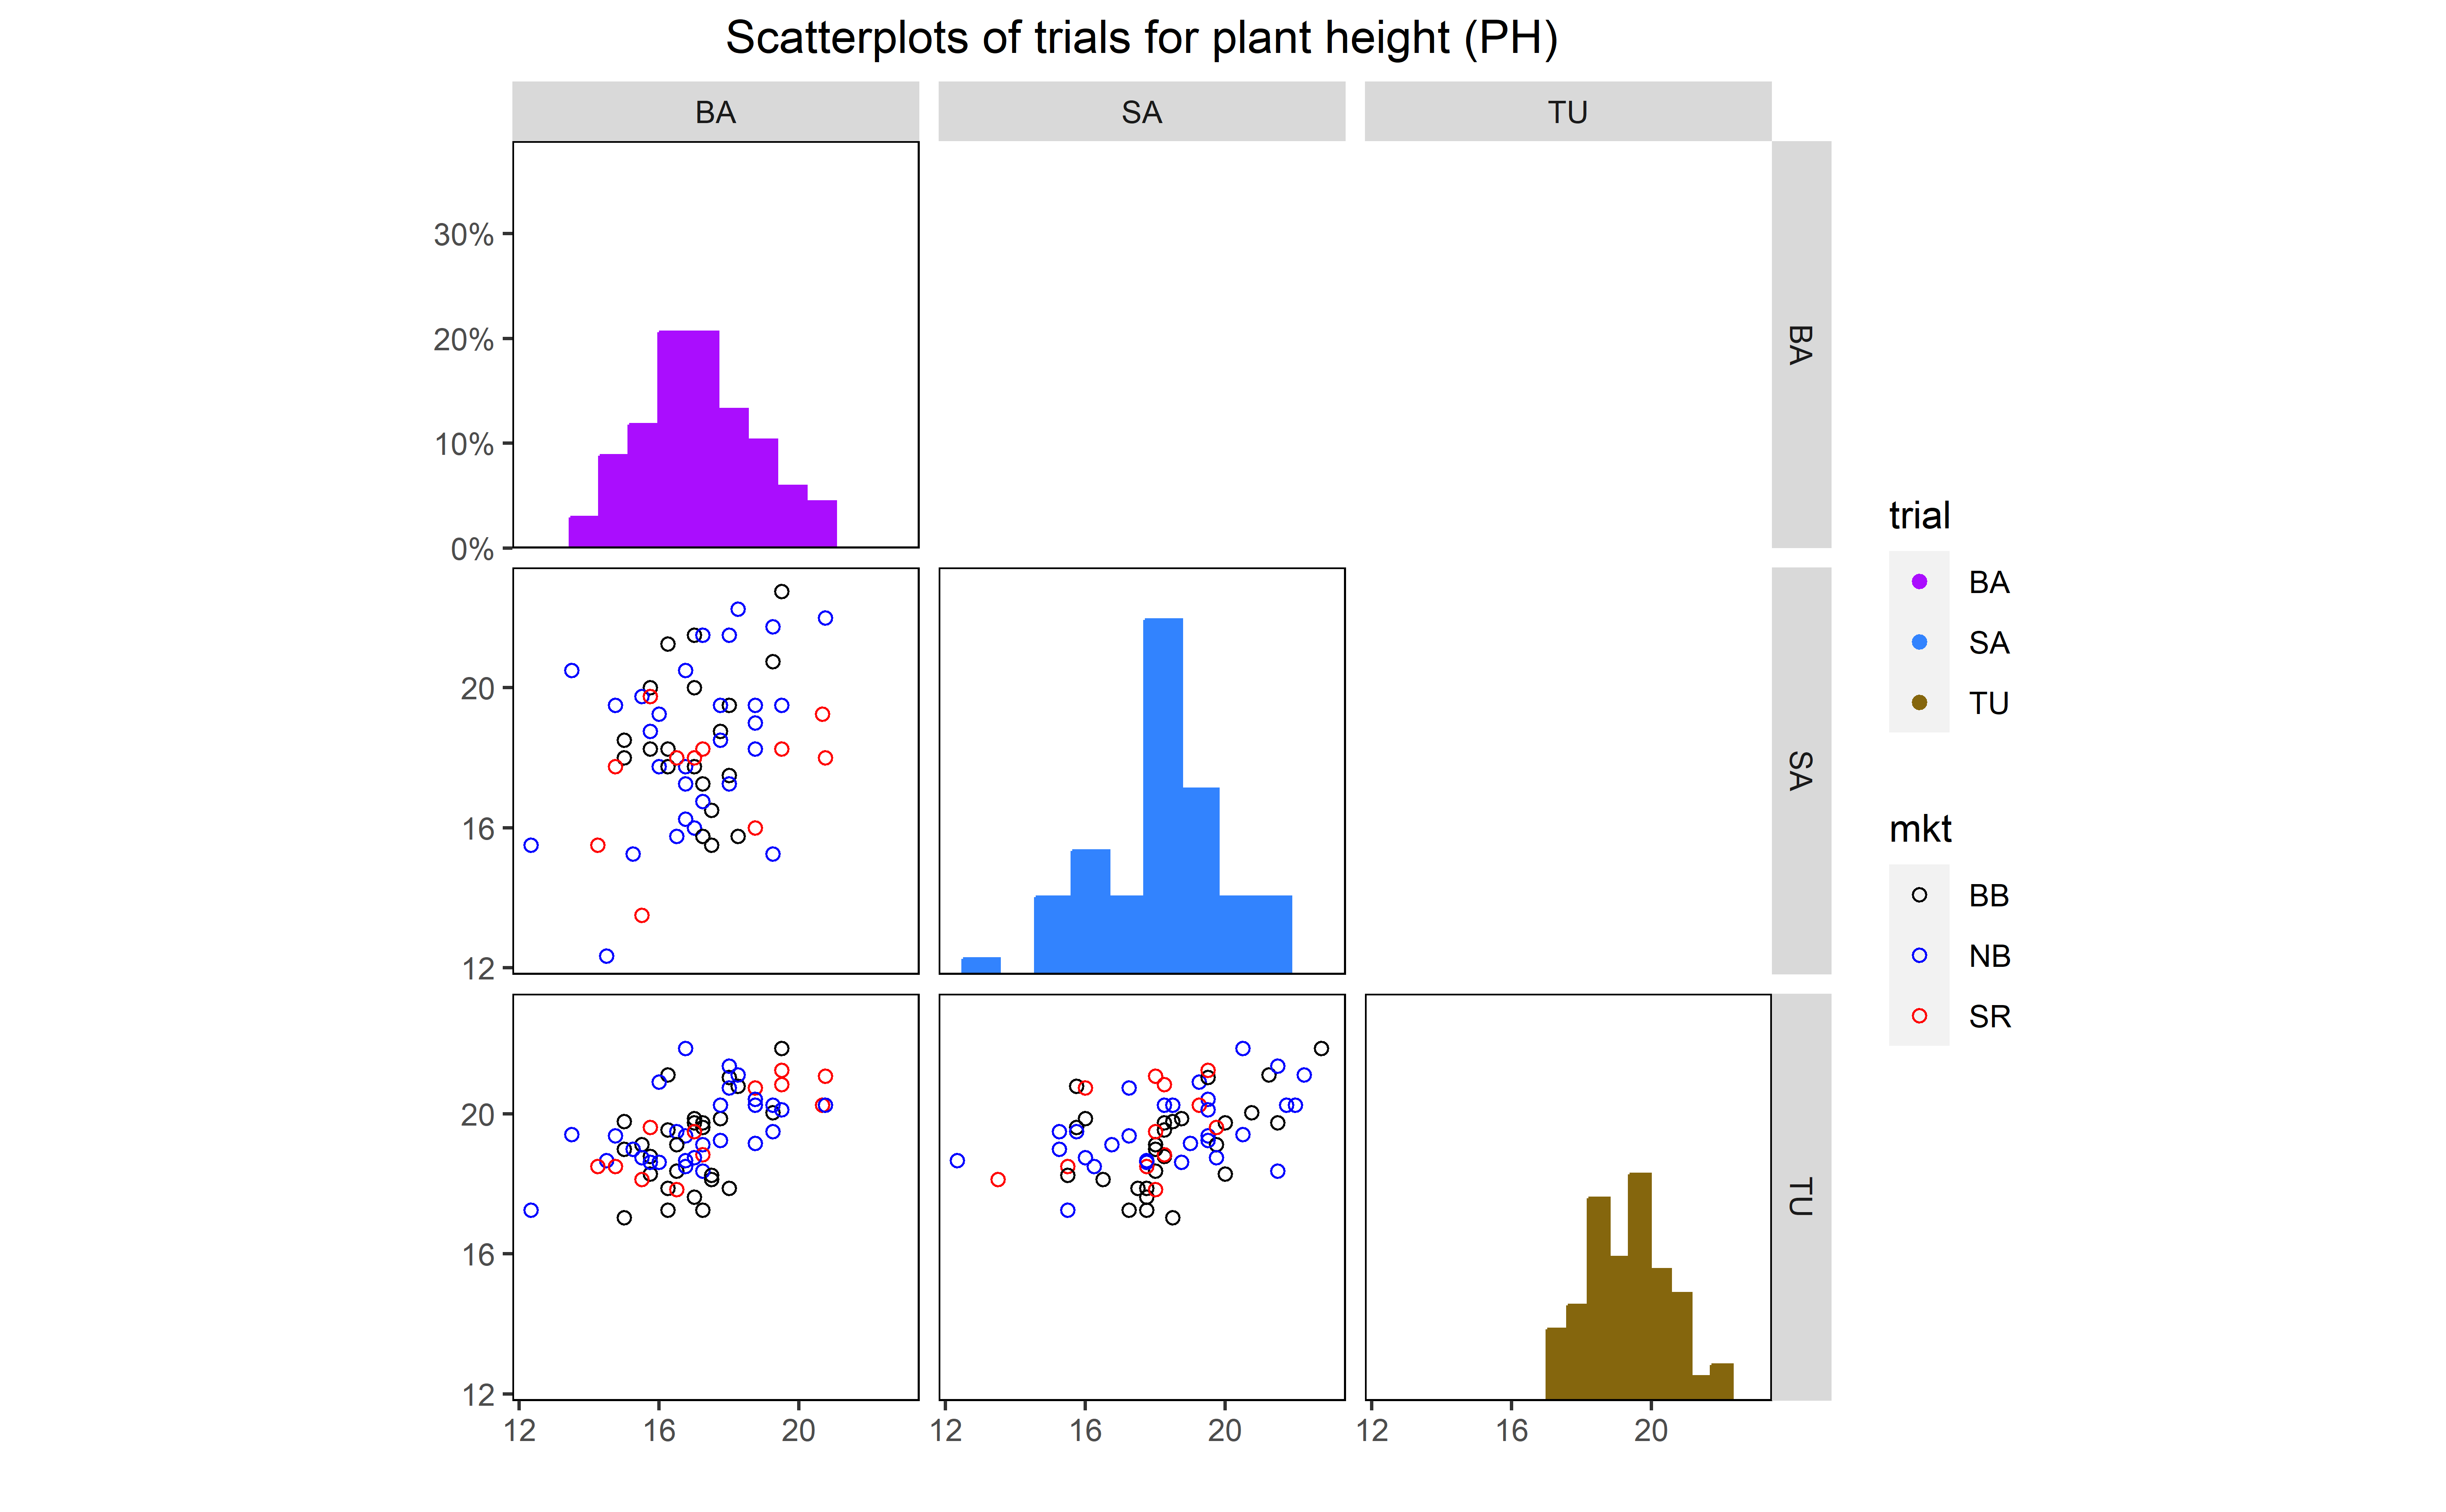 Scatterplots of trials for plant height (PH)
BA SA TU
30%
20%
10%
0%
BA
20
16
12
SA
20
16
12
TU
12 16 20 12 16 20 12 16 20
trial
BA
SA
TU
mkt
BB
NB
SR